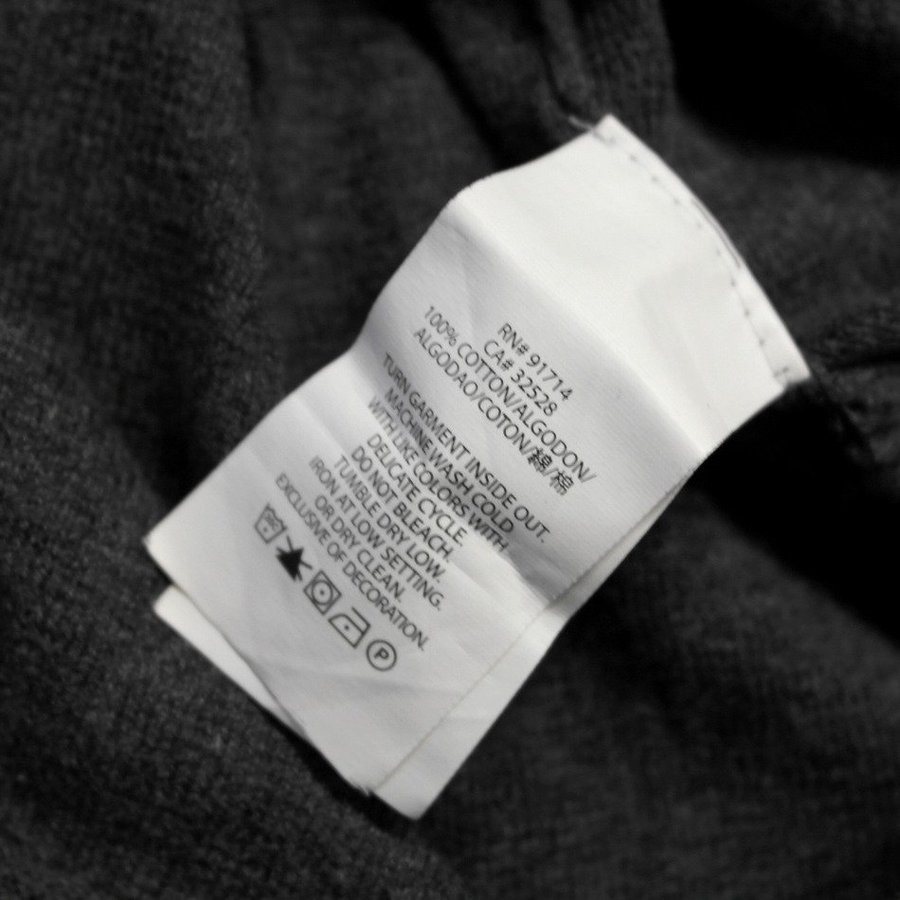 RN# 91714
CA# 32528
100% COTTON/ALGODON/
ALGODAO/COTON/綿/棉
TURN GARMENT INSIDE OUT.
MACHINE WASH COLD
WITH LIKE COLORS WITH
DELICATE CYCLE.
DO NOT BLEACH.
TUMBLE DRY LOW.
IRON AT LOW SETTING.
OR DRY CLEAN.
EXCLUSIVE OF DECORATION.
P